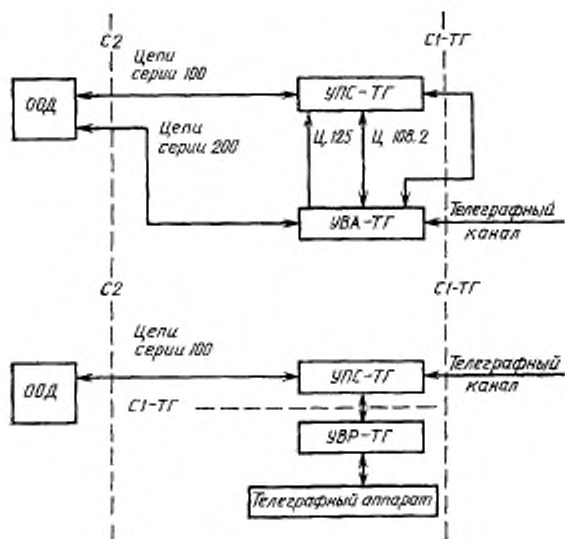 С2
С1-ТГ
Цепи
серии 100
ООД
УПС-ТГ
Цепи
серии 200
Ц.125
Ц 108.2
УВА-ТГ
Телеграфный
канал
С2
С1-ТГ
Цепи
серии 100
ООД
УПС-ТГ
Телеграфный
канал
С1-ТГ
УВР-ТГ
Телеграфный аппарат